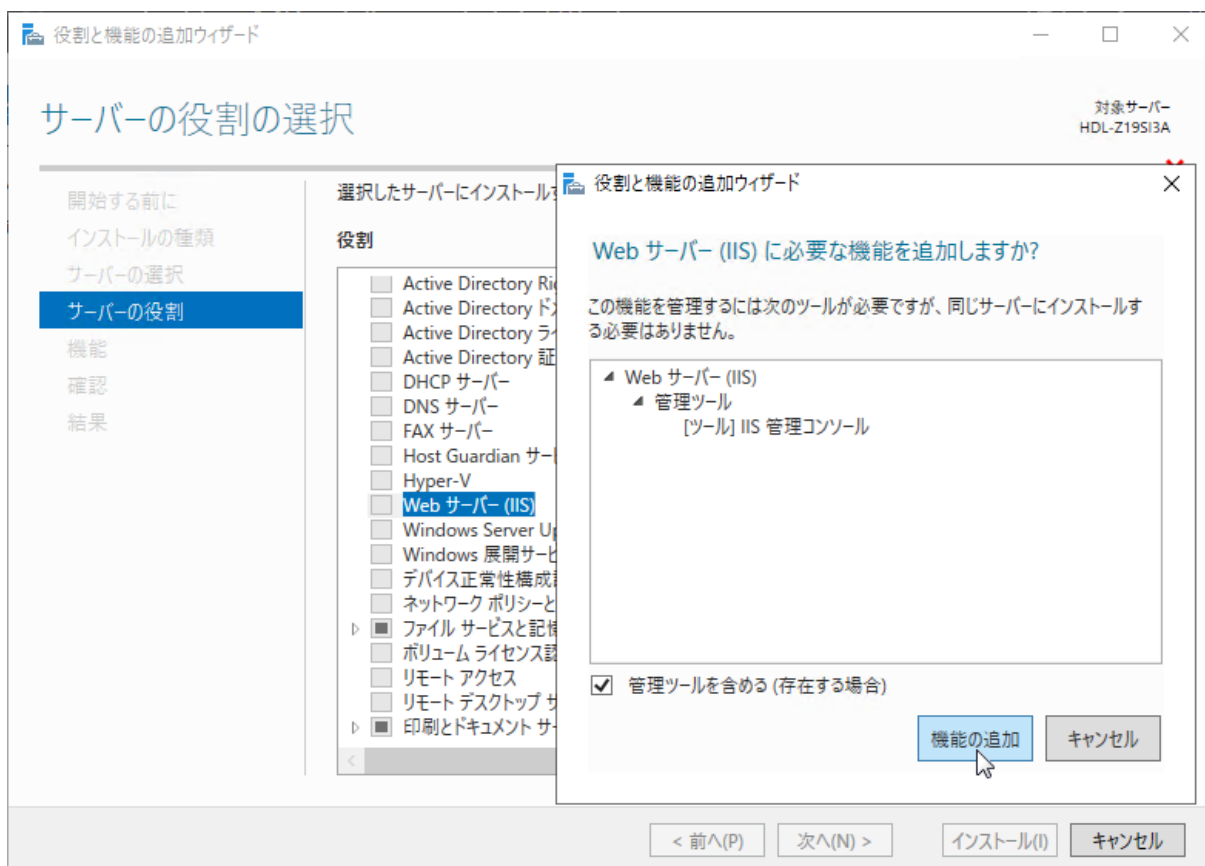 役割と機能の追加ウィザード
サーバーの役割の選択
対象サーバー
HDL-Z19SI3A
開始する前に
インストールの種類
サーバーの選択
サーバーの役割
機能
確認
結果
選択したサーバーにインストール
役割
Active Directory Ri
Active Directory ド
Active Directory ラ
Active Directory 証
DHCP サーバー
DNS サーバー
FAX サーバー
Host Guardian サー
Hyper-V
Web サーバー (IIS)
Windows Server U
Windows 展開サー
デバイス正常性構成
ネットワーク ポリシーと
ファイル サービスと記
ボリューム ライセンス認
リモート アクセス
リモート デスクトップ サ
印刷とドキュメント サー
役割と機能の追加ウィザード
Web サーバー (IIS) に必要な機能を追加しますか?
この機能を管理するには次のツールが必要ですが、同じサーバーにインストールす
る必要はありません。
Web サーバー (IIS)
管理ツール
[ツール] IIS 管理コンソール
管理ツールを含める (存在する場合)
機能の追加
キャンセル
< 前へ(P)
次へ(N) >
インストール(I)
キャンセル